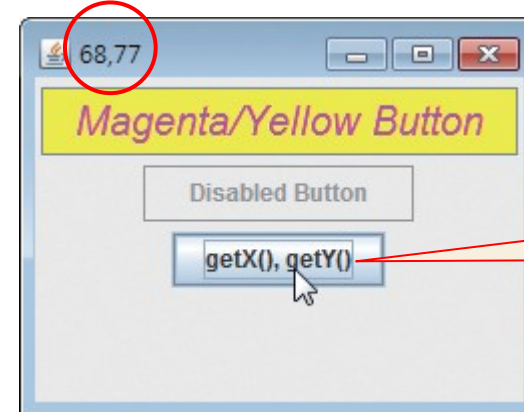 68,77
Magenta/Yellow Button
Disabled Button
getX(), getY()